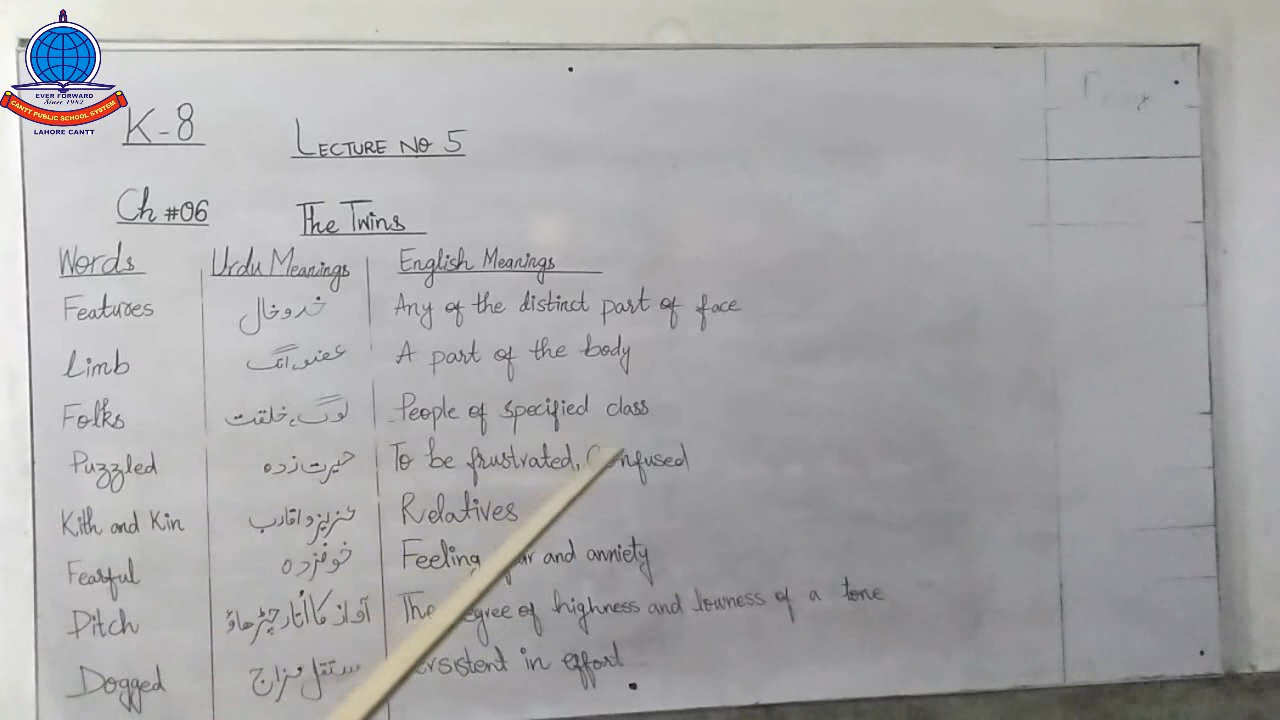 EVER FORWARD
Since 1982
CANTT PUBLIC SCHOOL SYSTEM
LAHORE CANTT
K-8
LECTURE NO 5
Ch #06 The Twins
Words Urdu Meanings English Meanings
Features خدوخال Any of the distinct part of face
Limb عضو، انگ A part of the body
Folks لوگ، خلقت People of specified class
Puzzled حیرت زدہ To be frustrated, Confused
Kith and Kin عزیز و اقارب Relatives
Fearful خوفزدہ Feeling and anniety
Pitch آواز کا اُتار چڑھاؤ The of highness and lowness of a tone
Dogged مستقل مزاج in effort